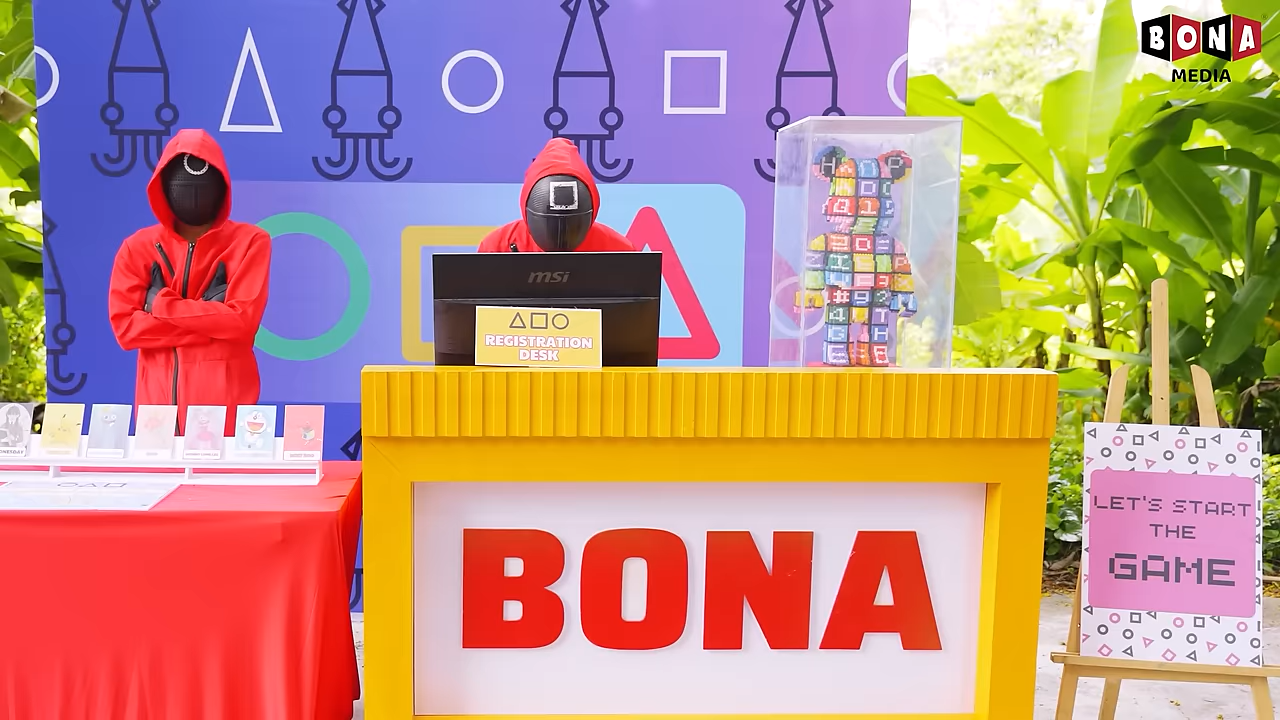 BONA
MEDIA
msi
REGISTRATION
DESK
BONA
LET'S START
THE
GAME